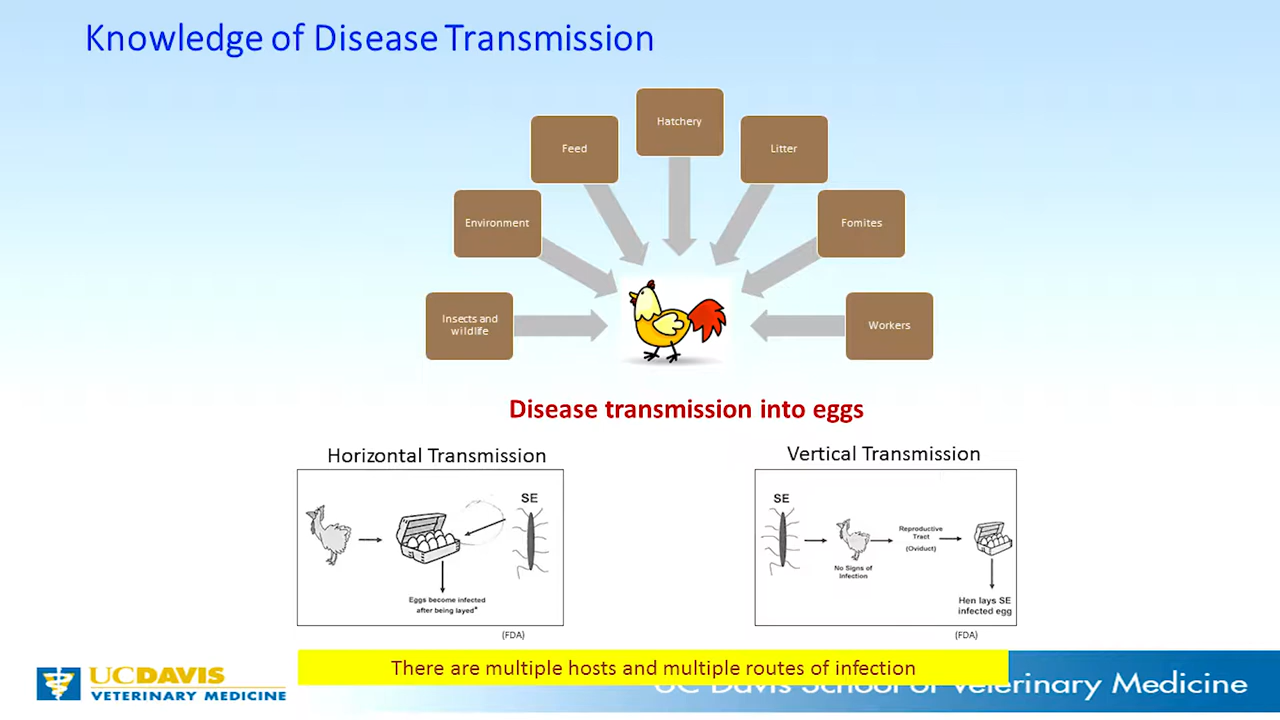 Knowledge of Disease Transmission
Hatchery
Feed
Litter
Environment
Fomites
Insects and
wildlife
Workers
Disease transmission into eggs
Horizontal Transmission
SE
Eggs become infected
after being layed*
(FDA)
Vertical Transmission
SE
No Signs of
Infection
Reproductive
Tract
(Oviduct)
Hen lays SE
infected egg
(FDA)
There are multiple hosts and multiple routes of infection
UCDAVIS
VETERINARY MEDICINE
UC Davis School of Veterinary Medicine